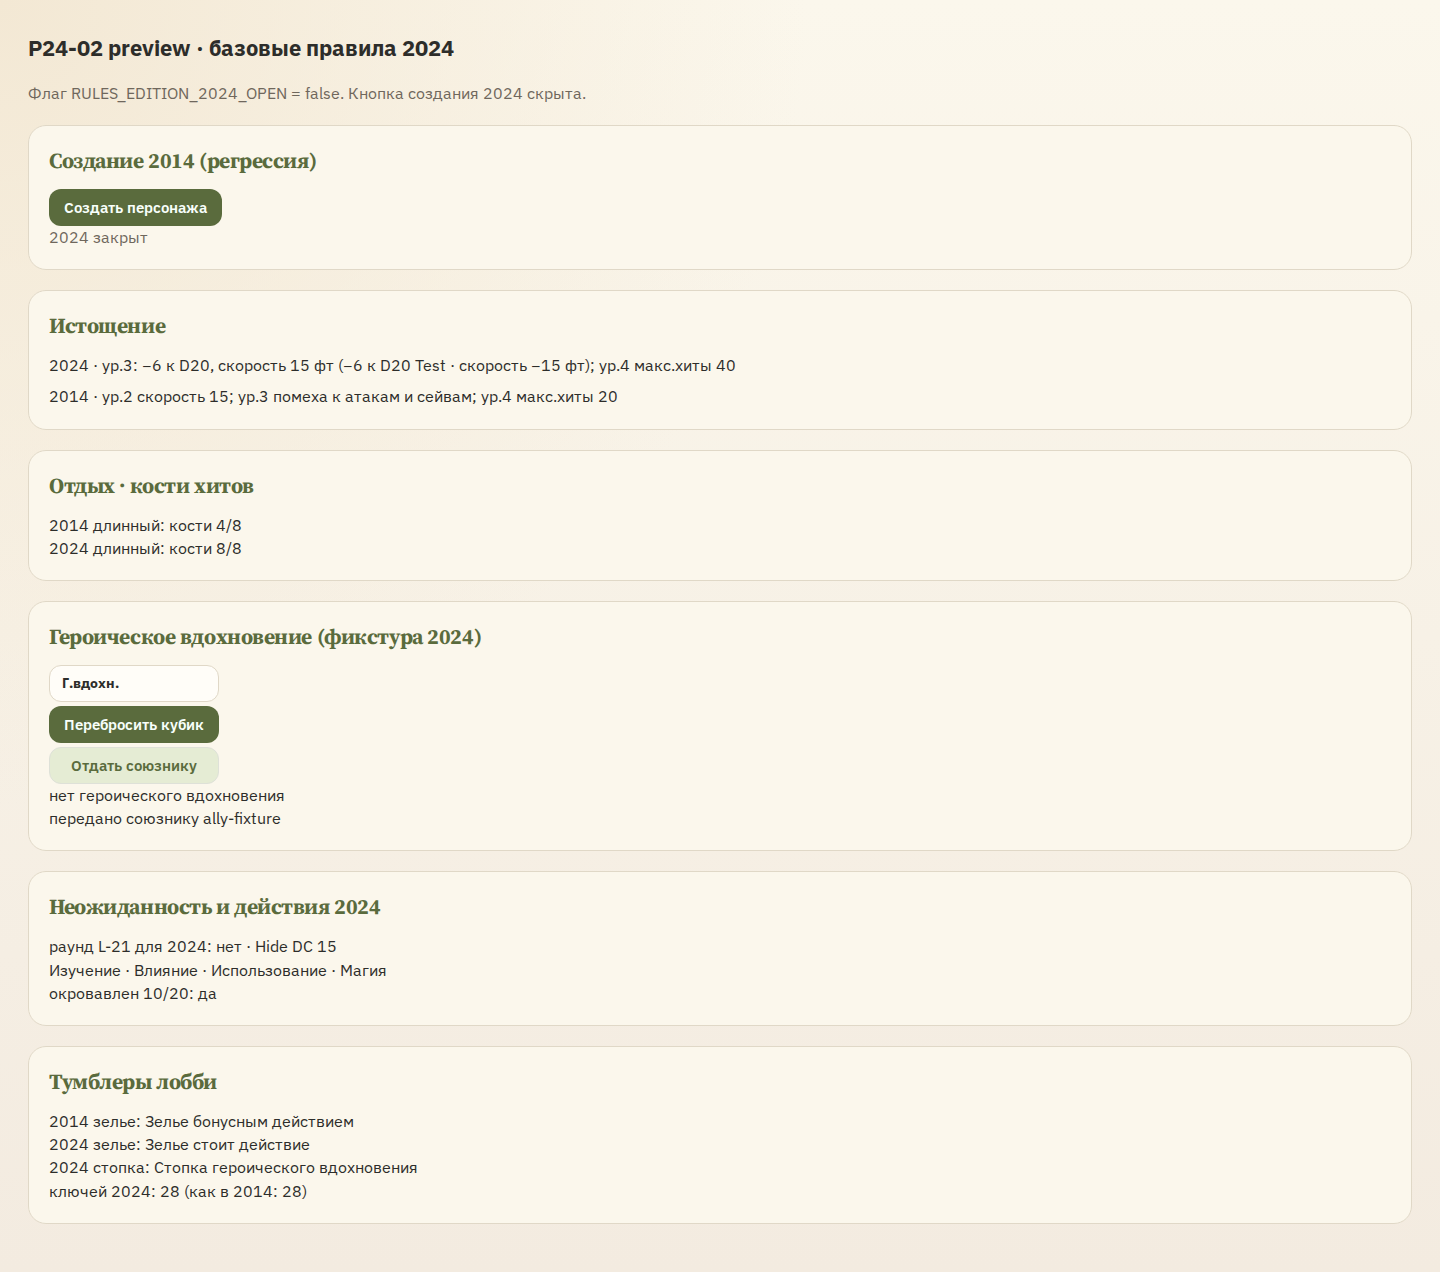 P24-02 preview · базовые правила 2024
Флаг RULES_EDITION_2024_OPEN = false. Кнопка создания 2024 скрыта.
Создание 2014 (регрессия)
Создать персонажа
2024 закрыт
Истощение
2024 · ур.3: −6 к D20, скорость 15 фт (−6 к D20 Test · скорость −15 фт); ур.4 макс.хиты 40
2014 · ур.2 скорость 15; ур.3 помеха к атакам и сейвам; ур.4 макс.хиты 20
Отдых · кости хитов
2014 длинный: кости 4/8
2024 длинный: кости 8/8
Героическое вдохновение (фикстура 2024)
Г.вдохн.
Перебросить кубик
Отдать союзнику
нет героического вдохновения
передано союзнику ally-fixture
Неожиданность и действия 2024
раунд L-21 для 2024: нет · Hide DC 15
Изучение · Влияние · Использование · Магия
окровавлен 10/20: да
Тумблеры лобби
2014 зелье: Зелье бонусным действием
2024 зелье: Зелье стоит действие
2024 стопка: Стопка героического вдохновения
ключей 2024: 28 (как в 2014: 28)